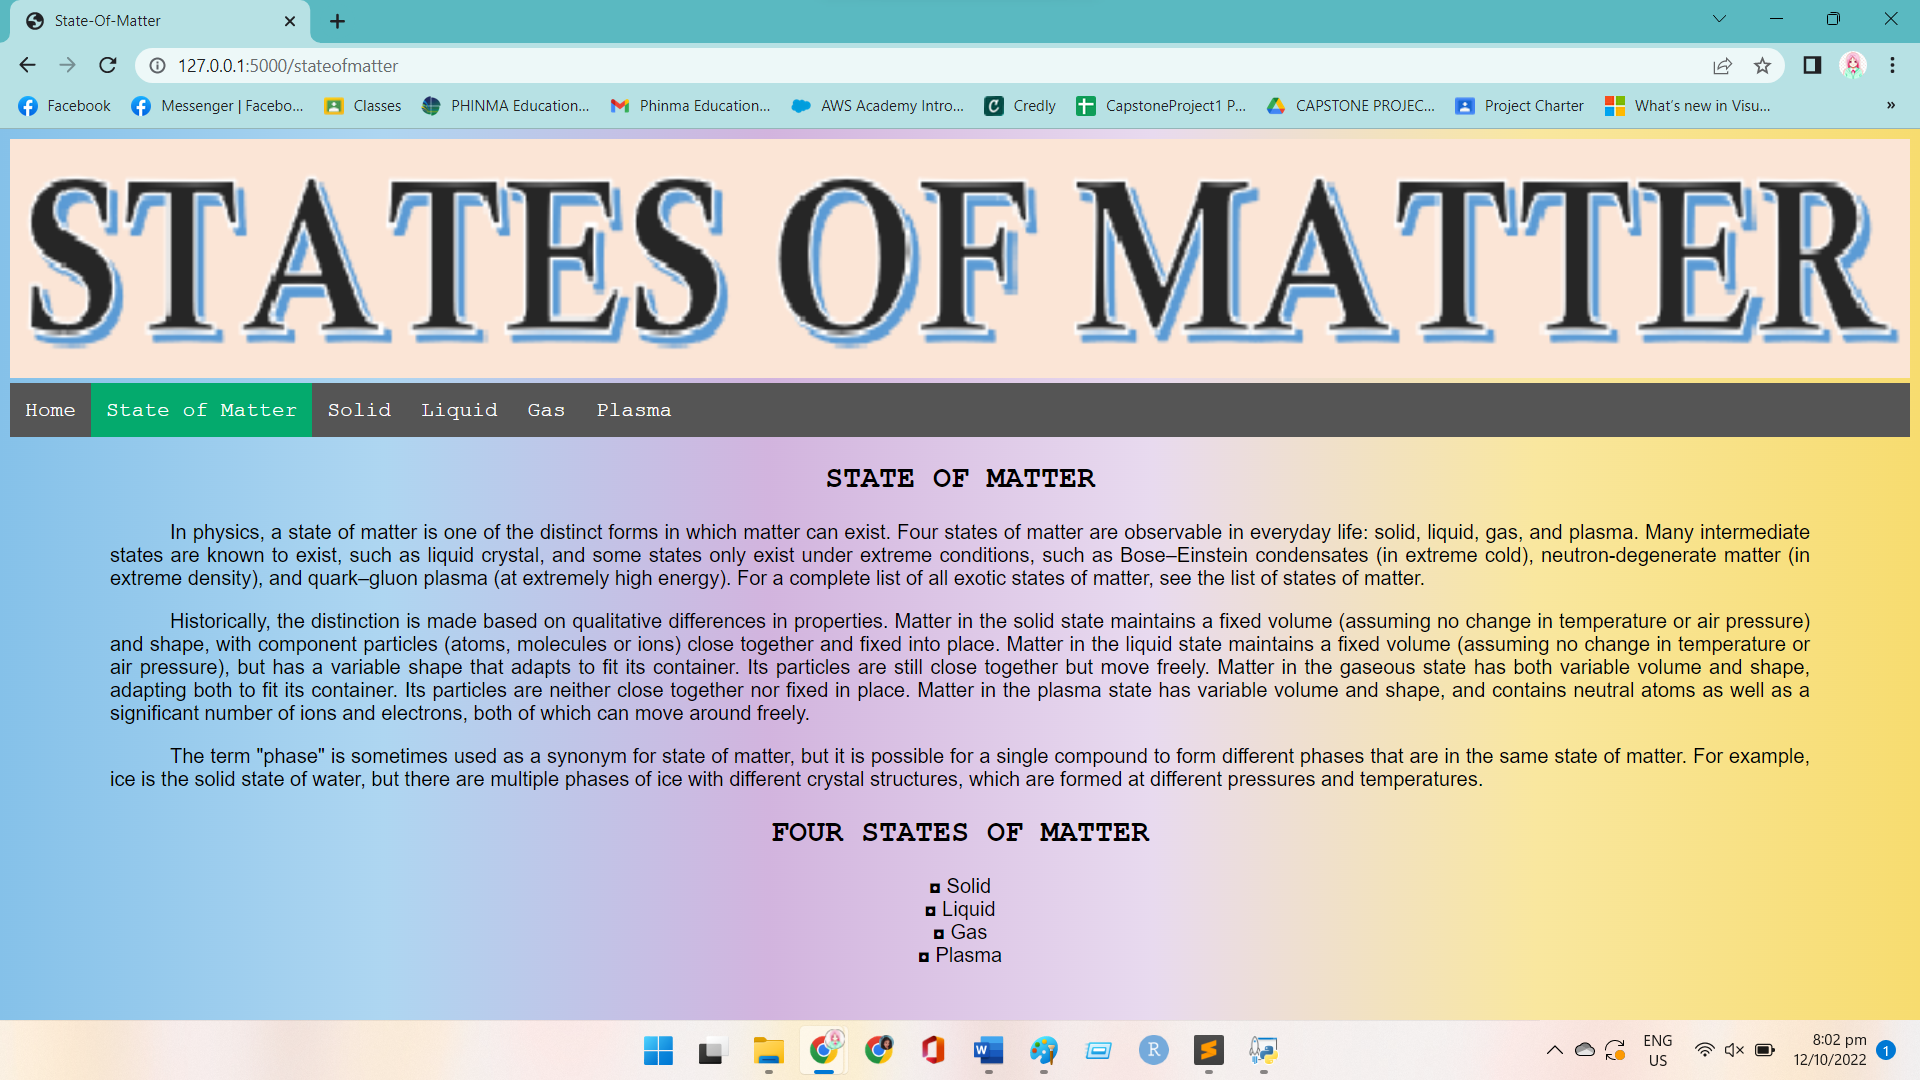 State-Of-Matter
127.0.0.1:5000/stateofmatter
Facebook Messenger | Facebo... Classes PHINMA Education... Phinma Education... AWS Academy Intro... Credly CapstoneProject1 P... CAPSTONE PROJEC... Project Charter What's new in Visu... »
STATES OF MATTER
Home State of Matter Solid Liquid Gas Plasma
STATE OF MATTER
In physics, a state of matter is one of the distinct forms in which matter can exist. Four states of matter are observable in everyday life: solid, liquid, gas, and plasma. Many intermediate
states are known to exist, such as liquid crystal, and some states only exist under extreme conditions, such as Bose–Einstein condensates (in extreme cold), neutron-degenerate matter (in
extreme density), and quark–gluon plasma (at extremely high energy). For a complete list of all exotic states of matter, see the list of states of matter.
Historically, the distinction is made based on qualitative differences in properties. Matter in the solid state maintains a fixed volume (assuming no change in temperature or air pressure)
and shape, with component particles (atoms, molecules or ions) close together and fixed into place. Matter in the liquid state maintains a fixed volume (assuming no change in temperature or
air pressure), but has a variable shape that adapts to fit its container. Its particles are still close together but move freely. Matter in the gaseous state has both variable volume and shape,
adapting both to fit its container. Its particles are neither close together nor fixed in place. Matter in the plasma state has variable volume and shape, and contains neutral atoms as well as a
significant number of ions and electrons, both of which can move around freely.
The term "phase" is sometimes used as a synonym for state of matter, but it is possible for a single compound to form different phases that are in the same state of matter. For example,
ice is the solid state of water, but there are multiple phases of ice with different crystal structures, which are formed at different pressures and temperatures.
FOUR STATES OF MATTER
◘ Solid
◘ Liquid
◘ Gas
◘ Plasma
ENG
US
8:02 pm
12/10/2022
1